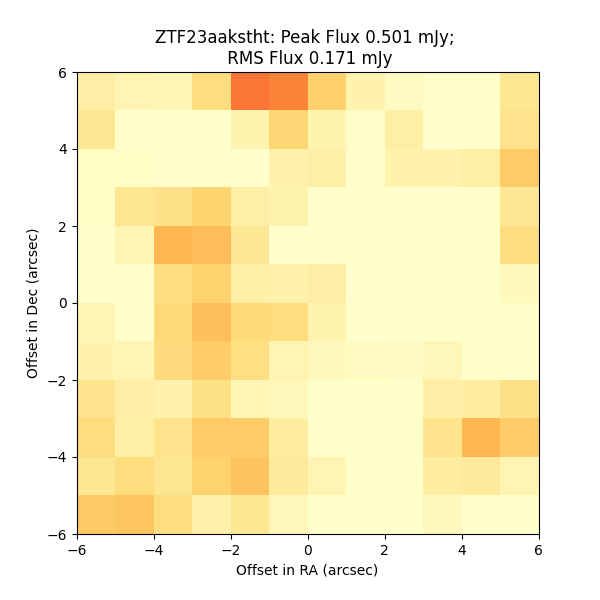 ZTF23aakstht: Peak Flux 0.501 mJy;
RMS Flux 0.171 mJy
6
4
2
0
−2
−4
−6
Offset in Dec (arcsec)
−6 −4 −2 0 2 4 6
Offset in RA (arcsec)